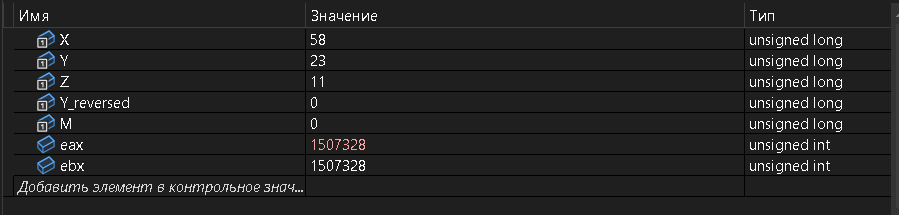 Имя Значение Тип
X 58 unsigned long
Y 23 unsigned long
Z 11 unsigned long
Y_reversed 0 unsigned long
M 0 unsigned long
eax 1507328 unsigned int
ebx 1507328 unsigned int
Добавить элемент в контрольное знач...